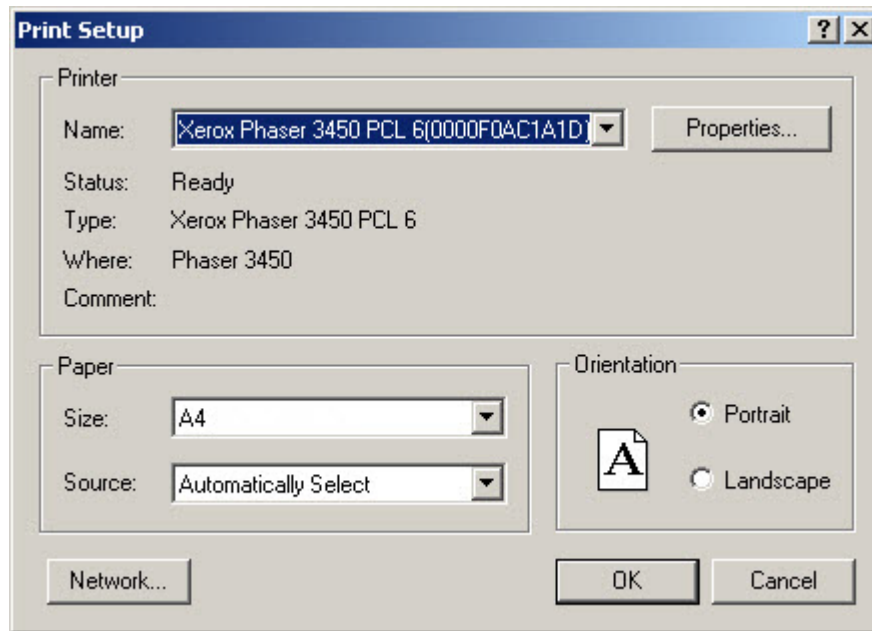 Print Setup
Printer
Name: Xerox Phaser 3450 PCL 6(0000F0AC1A1D) Properties...
Status: Ready
Type: Xerox Phaser 3450 PCL 6
Where: Phaser 3450
Comment:
Paper
Size: A4
Source: Automatically Select
Orientation
A
Portrait
Landscape
Network... OK Cancel